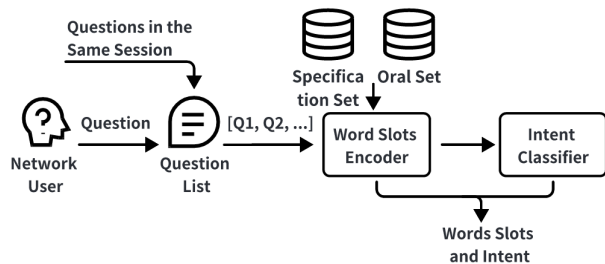 Questions in the
Same Session
Specifica
tion Set
Oral Set
Question
[Q1, Q2, ...]
Network
User
Question
List
Word Slots
Encoder
Intent
Classifier
Words Slots
and Intent